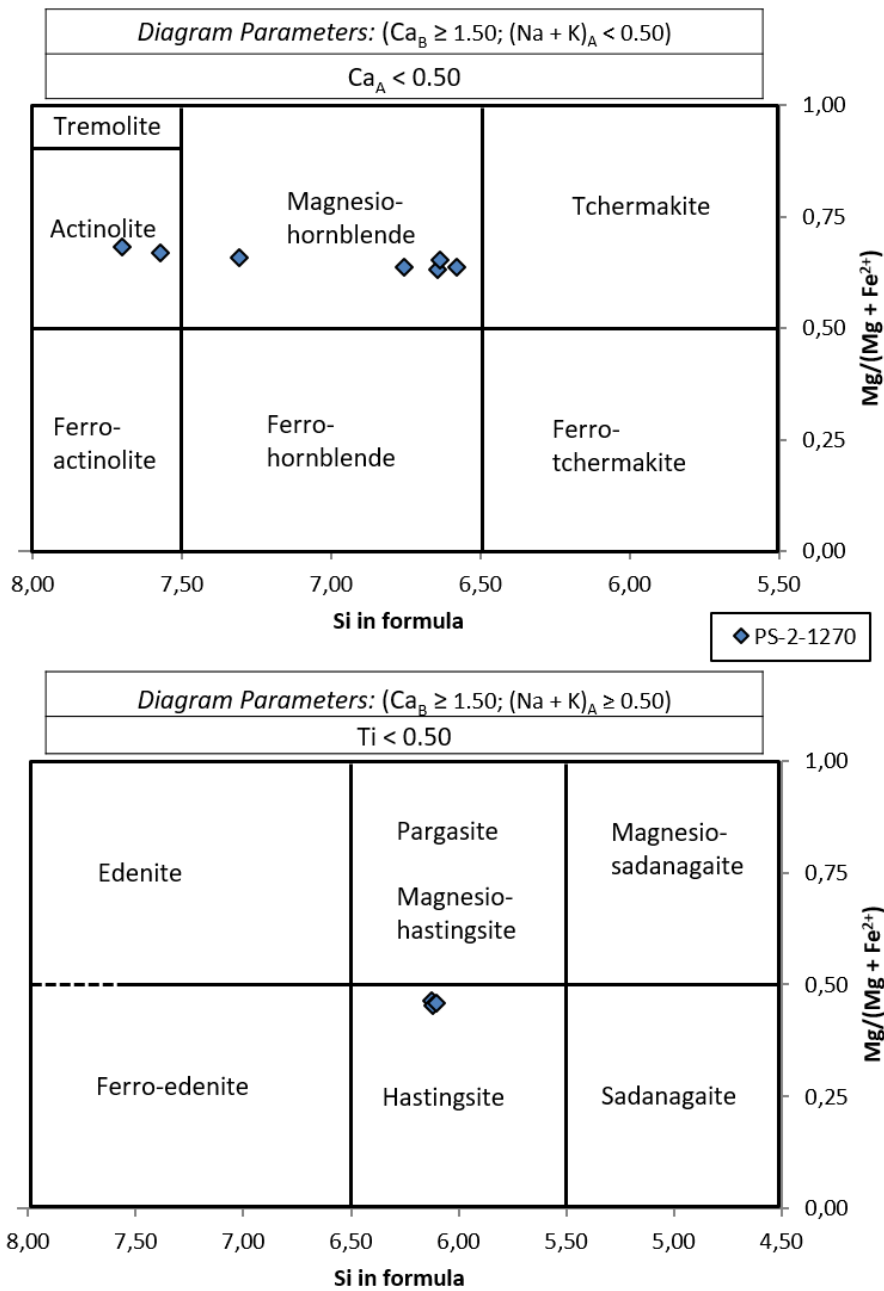 Diagram Parameters: (Ca_B ≥ 1.50; (Na + K)_A < 0.50)
Ca_A < 0.50
Tremolite
Actinolite
Magnesio-
hornblende
Tchermakite
Ferro-
actinolite
Ferro-
hornblende
Ferro-
tchermakite
1,00
0,75
0,50
0,25
0,00
Mg/(Mg + Fe²⁺)
8,00 7,50 7,00 6,50 6,00 5,50
Si in formula
PS-2-1270
Diagram Parameters: (Ca_B ≥ 1.50; (Na + K)_A ≥ 0.50)
Ti < 0.50
Edenite
Pargasite
Magnesio-
hastingsite
Magnesio-
sadanagaite
Ferro-edenite
Hastingsite
Sadanagaite
1,00
0,75
0,50
0,25
0,00
Mg/(Mg + Fe²⁺)
8,00 7,50 7,00 6,50 6,00 5,50 5,00 4,50
Si in formula